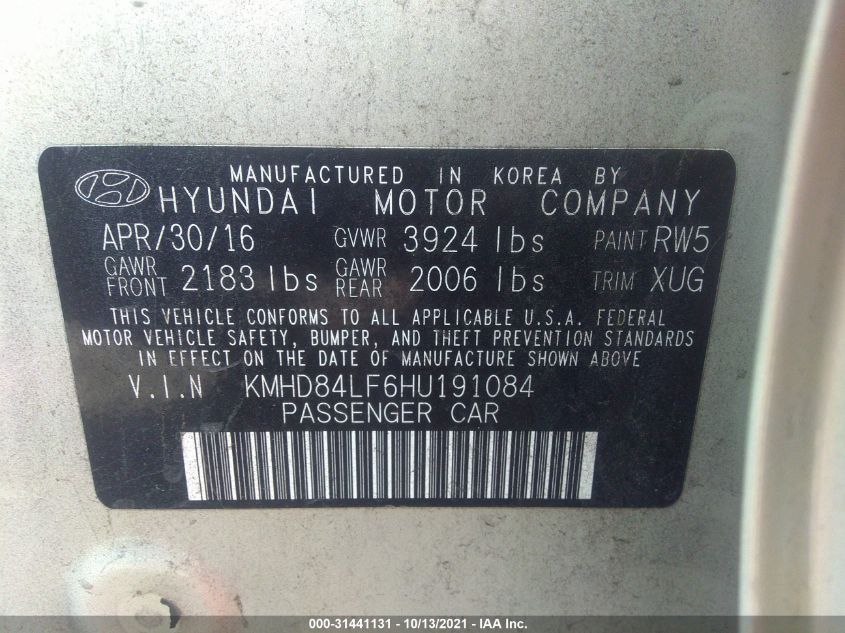 MANUFACTURED IN KOREA BY
HYUNDAI MOTOR COMPANY
APR/30/16 GVWR 3924 lbs PAINT RW5
GAWR FRONT 2183 lbs GAWR REAR 2006 lbs TRIM XUG
THIS VEHICLE CONFORMS TO ALL APPLICABLE U.S.A. FEDERAL
MOTOR VEHICLE SAFETY, BUMPER, AND THEFT PREVENTION STANDARDS
IN EFFECT ON THE DATE OF MANUFACTURE SHOWN ABOVE
V.I.N KMHD84LF6HU191084
PASSENGER CAR
000-31441131 - 10/13/2021 - IAA Inc.